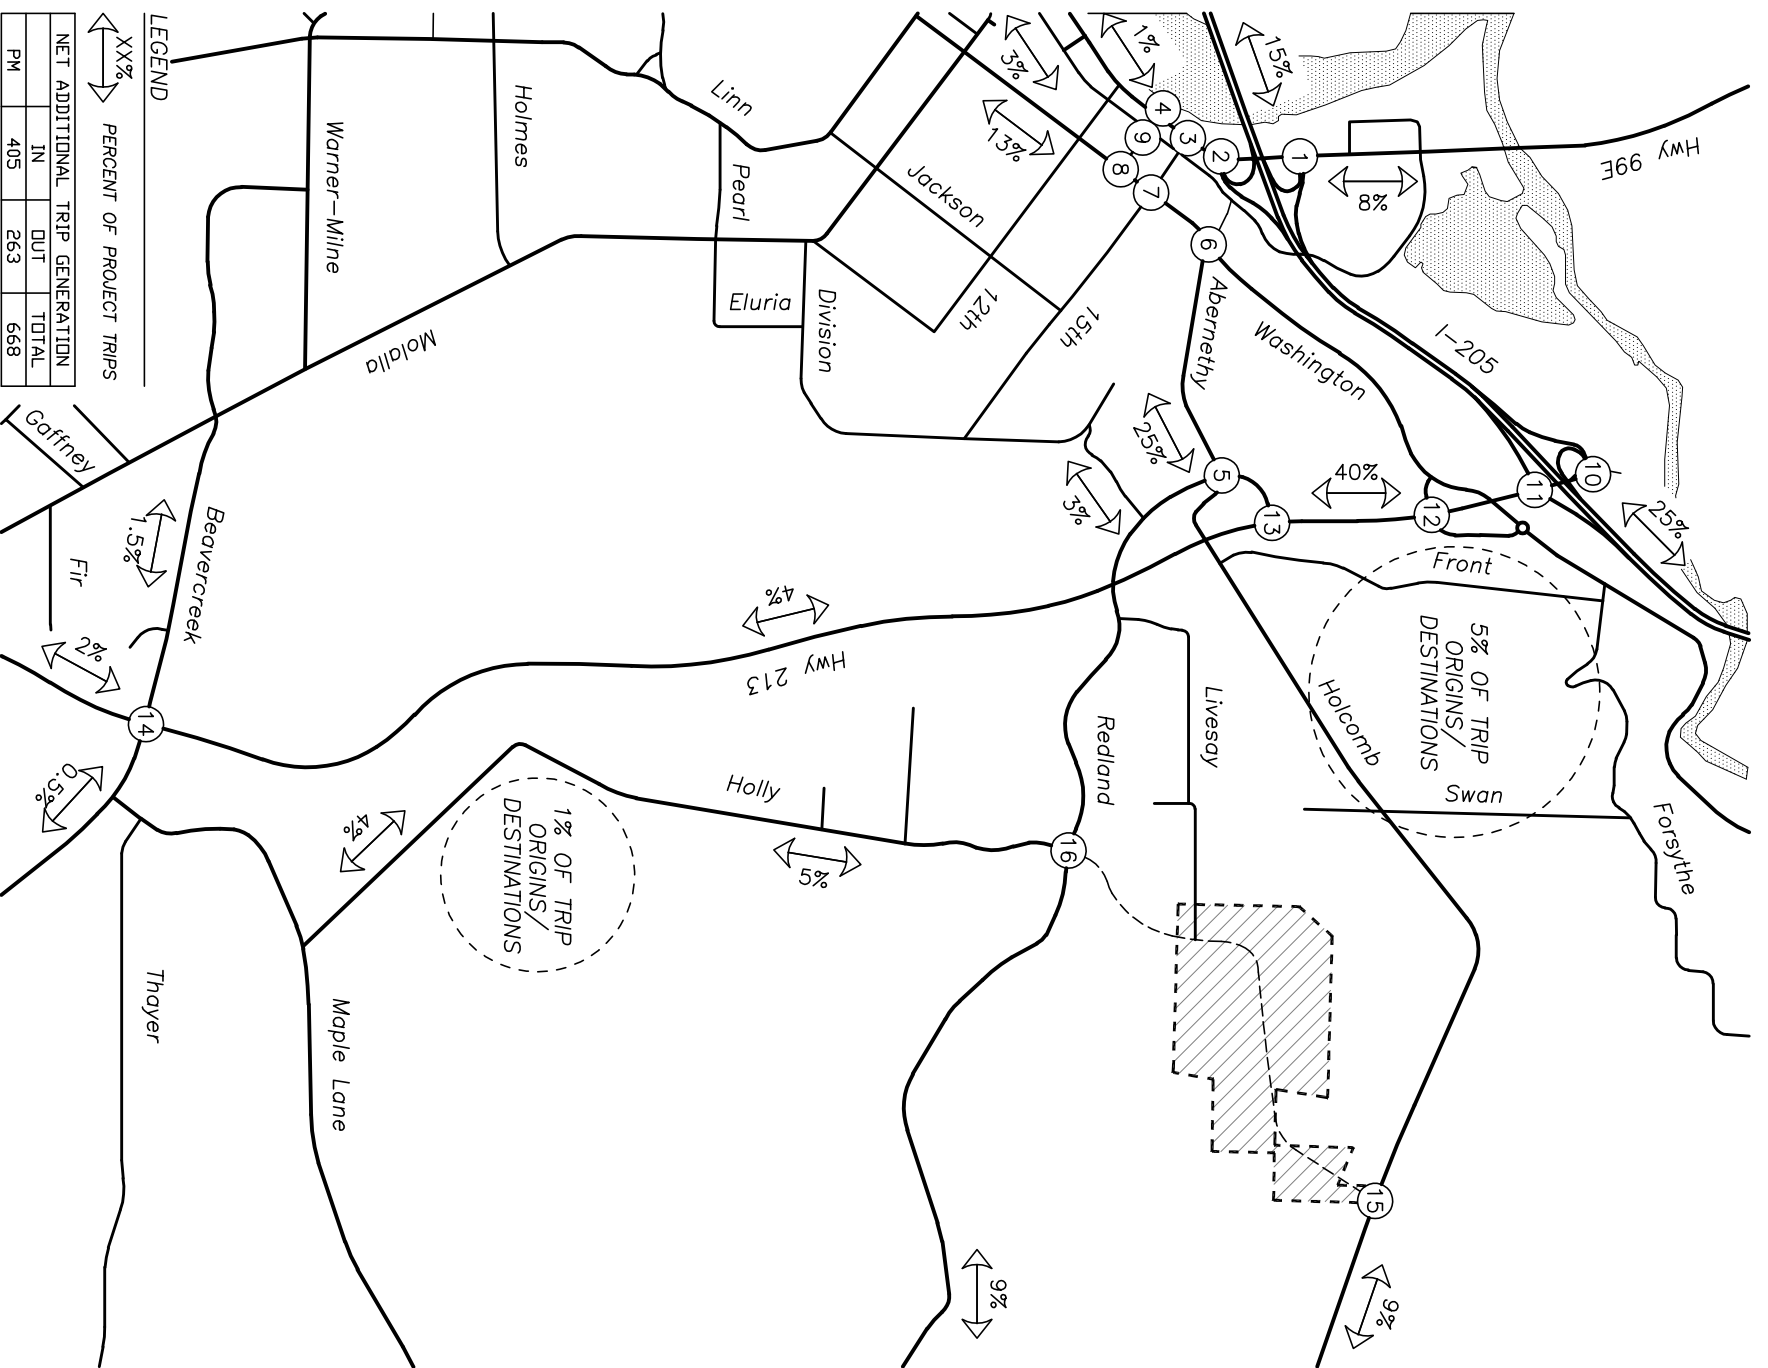 LEGEND
XX%
PERCENT OF PROJECT TRIPS
NET ADDITIONAL TRIP GENERATION
IN OUT TOTAL
PM 405 263 668
Hwy 99E
8%
15%
1%
3%
13%
1
2
3
4
9
8
7
6
Linn
Holmes
Warner-Milne
Pearl
Jackson
Eluria
Division
12th
15th
Abernethy
Washington
I-205
Molalla
Gaffney
25%
3%
5
40%
10
11
12
13
25%
Front
Beavercreek
1.5%
Fir
2%
14
0.5%
4%
Hwy 213
Livesay
Redland
Holcomb
5% OF TRIP
ORIGINS/
DESTINATIONS
Swan
Forsythe
Holly
5%
16
4%
1% OF TRIP
ORIGINS/
DESTINATIONS
Thayer
Maple Lane
15
9%
9%